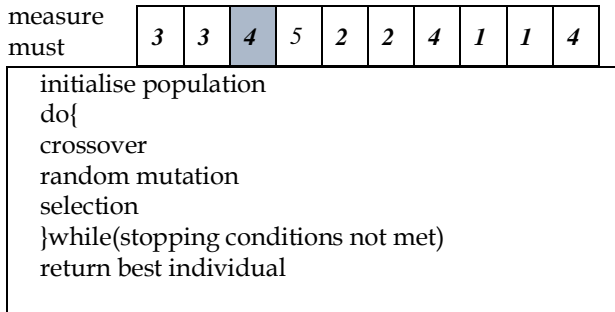 measure
must
3 3 4 5 2 2 4 1 1 4
initialise population
do{
crossover
random mutation
selection
}while(stopping conditions not met)
return best individual